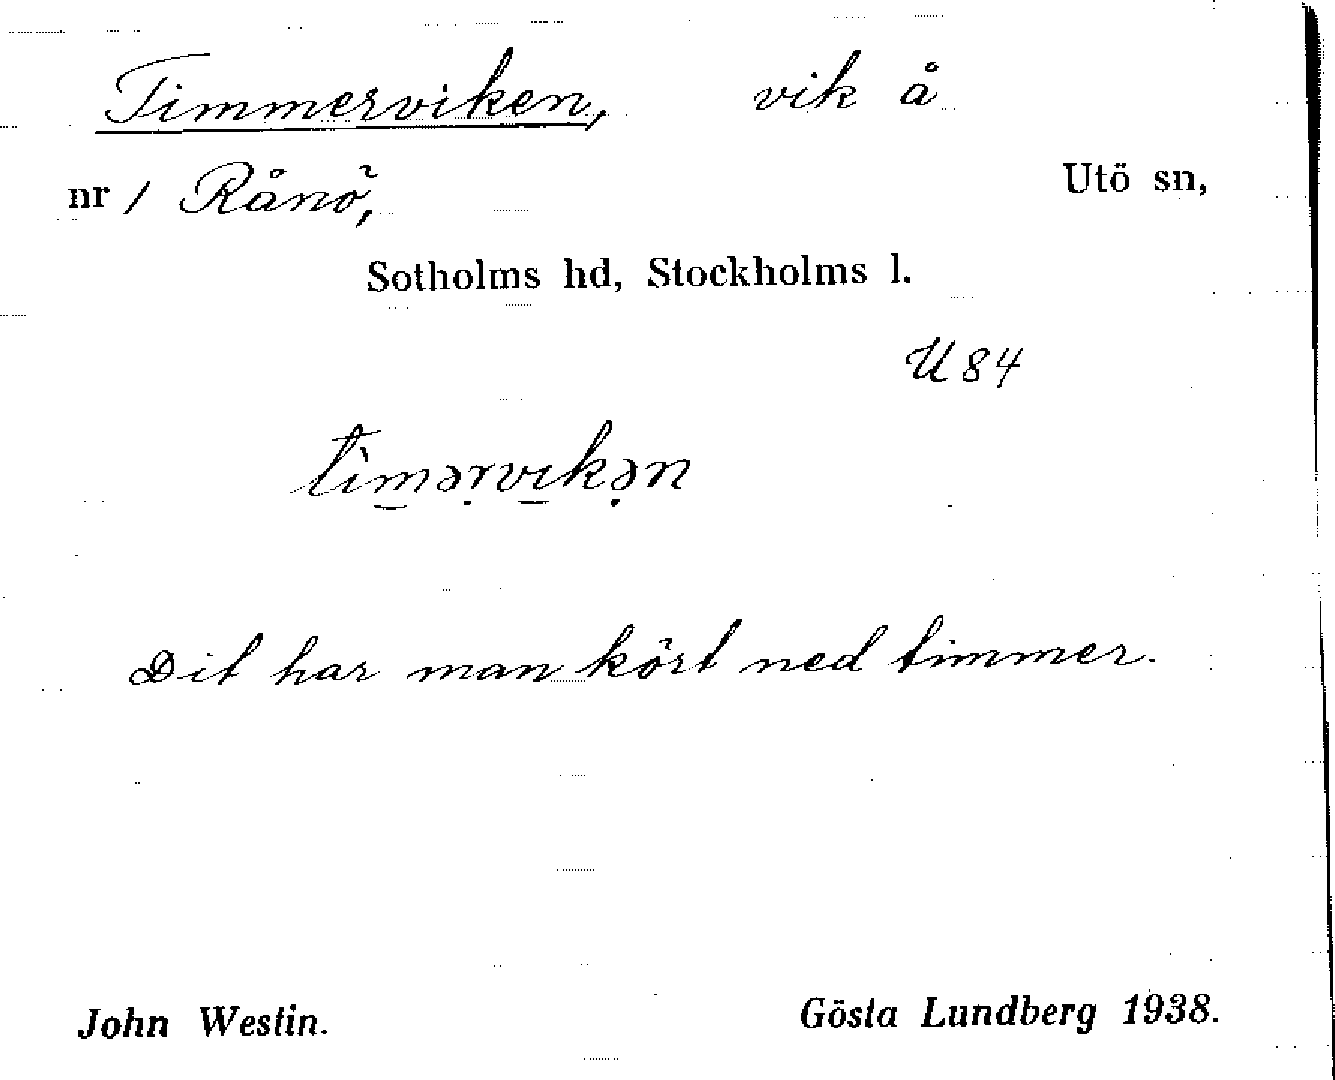 Timmerviken, vik å
nr 1 Rånö, Utö sn,
Sotholms hd, Stockholms l.
U 84
tìmərvıkən
Dit har man kört ned timmer.
John Westin. Gösta Lundberg 1938.